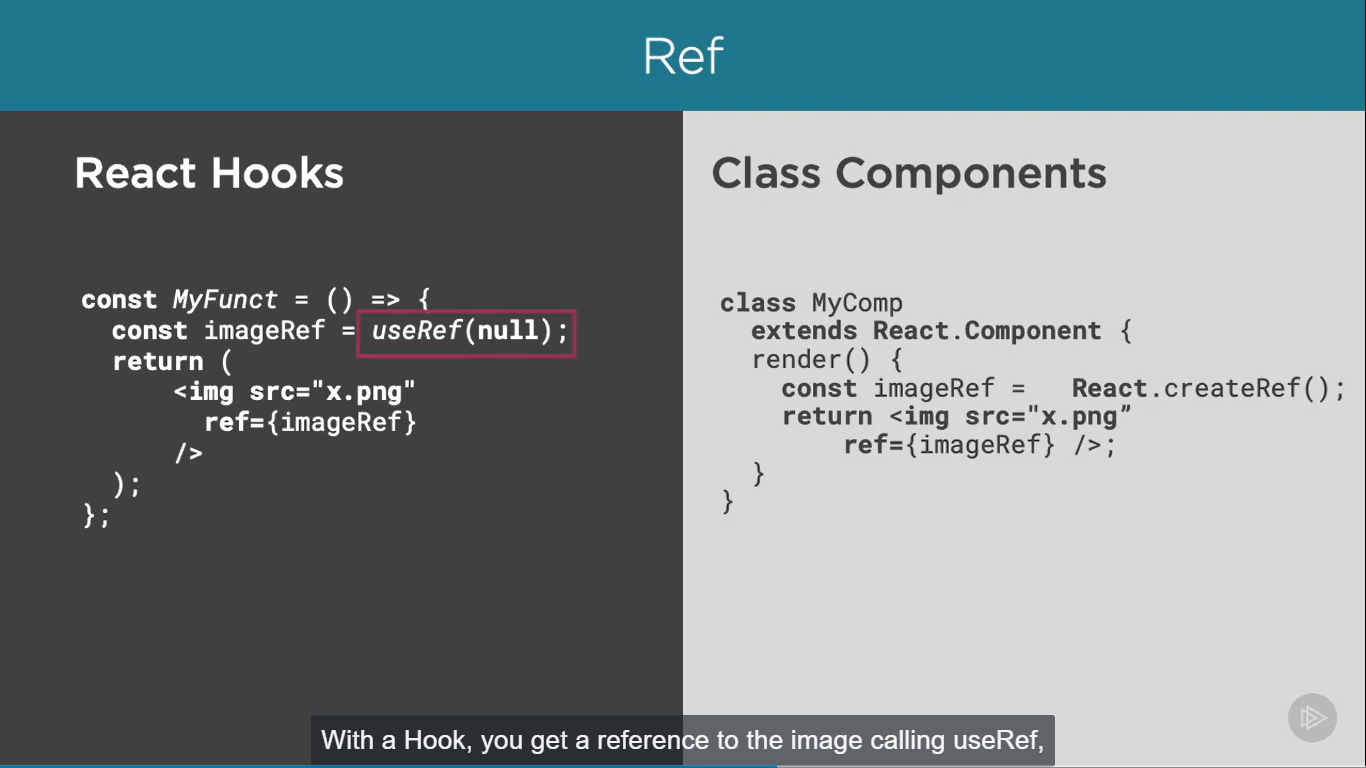 Ref
React Hooks
const MyFunct = () => {
const imageRef = useRef(null);
return (
<img src="x.png"
ref={imageRef}
/>
);
};
Class Components
class MyComp
extends React.Component {
render() {
const imageRef = React.createRef();
return <img src="x.png”
ref={imageRef} />;
}
}
With a Hook, you get a reference to the image calling useRef,